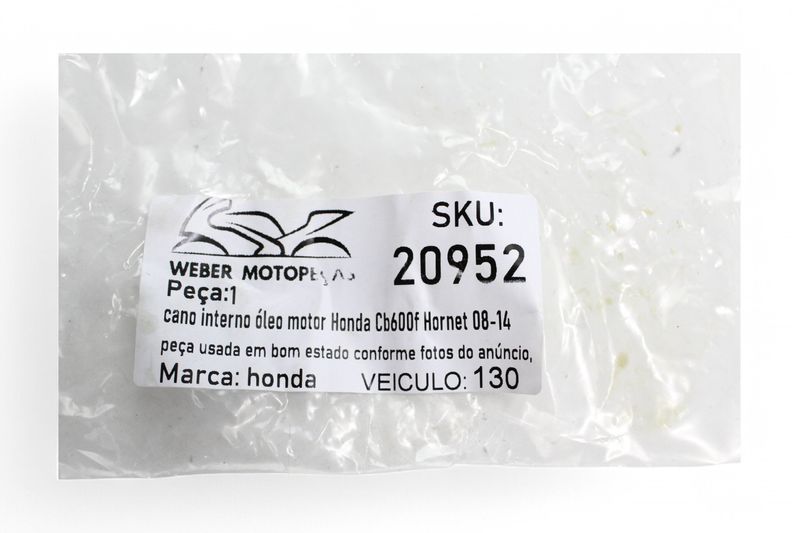 SKU:
20952
WEBER MOTOPEÇAS
Peça:1
cano interno óleo motor Honda Cb600f Hornet 08-14
peça usada em bom estado conforme fotos do anúncio,
Marca: honda VEICULO: 130